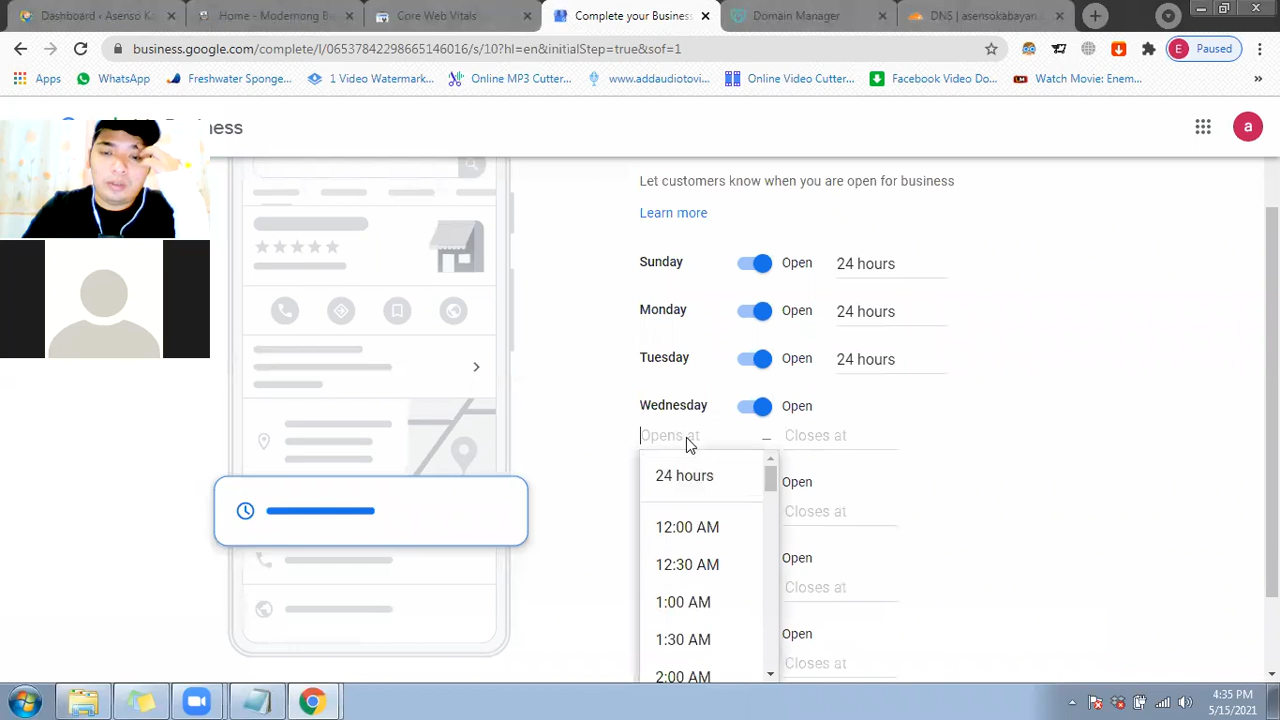 Dashboard ‹ Asenso Ko
Home - Modernong B
Core Web Vitals
Complete your Business
Domain Manager
DNS | asensokabayan.
business.google.com/complete/l/06537842298665146016/s/10?hl=en&initialStep=true&sof=1
E Paused
Apps
WhatsApp
Freshwater Sponge...
1 Video Watermark...
Online MP3 Cutter...
www.addaudiotovi...
Online Video Cutter...
Facebook Video Do...
Watch Movie: Enem...
»
ness
a
Let customers know when you are open for business
Learn more
Sunday Open 24 hours
Monday Open 24 hours
Tuesday Open 24 hours
Wednesday Open
Opens at – Closes at
24 hours
Open
12:00 AM
Closes at
12:30 AM
Open
1:00 AM
Closes at
1:30 AM
Open
2:00 AM
Closes at
4:35 PM
5/15/2021